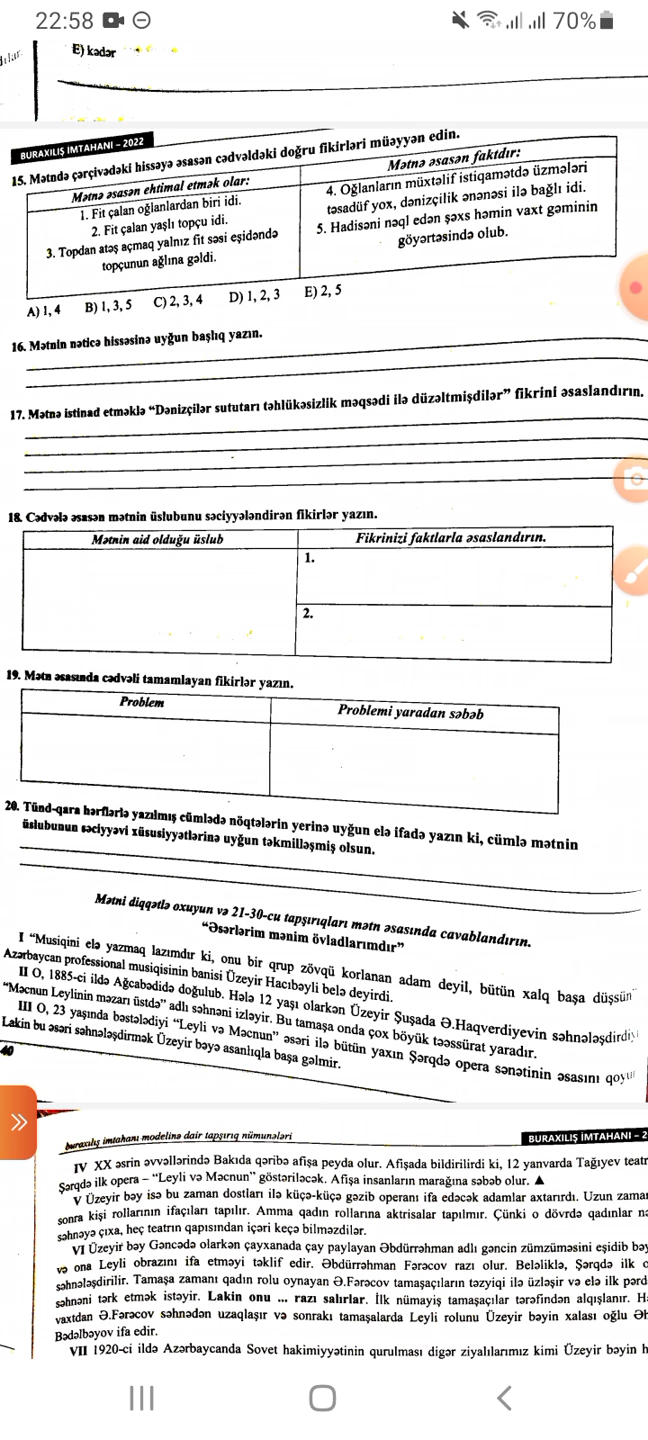 22:58
70%
E) kədər
BURAXILIŞ IMTAHANI – 2022
15. Mətndə çərçivədəki hissəyə əsasən cədvəldəki doğru fikirləri müəyyən edin.
Mətnə əsasən ehtimal etmək olar:
1. Fit çalan oğlanlardan biri idi.
2. Fit çalan yaşlı topçu idi.
3. Topdan atəş açmaq yalnız fit səsi eşidəndə
topçunun ağlına gəldi.
Mətnə əsasən faktdır:
4. Oğlanların müxtəlif istiqamətdə üzmələri
təsadüf yox, dənizçilik ənənəsi ilə bağlı idi.
5. Hadisəni nəql edən şəxs həmin vaxt gəminin
göyərtəsində olub.
A) 1, 4 B) 1, 3, 5 C) 2, 3, 4 D) 1, 2, 3 E) 2, 5
16. Mətnin nəticə hissəsinə uyğun başlıq yazın.
17. Mətnə istinad etməklə “Dənizçilər sututarı təhlükəsizlik məqsədi ilə düzəltmişdilər” fikrini əsaslandırın.
18. Cədvələ əsasən mətnin üslubunu səciyyələndirən fikirlər yazın.
Mətnin aid olduğu üslub
Fikrinizi faktlarla əsaslandırın.
1.
2.
19. Mətn əsasında cədvəli tamamlayan fikirlər yazın.
Problem
Problemi yaradan səbəb
20. Tünd-qara hərflərlə yazılmış cümlədə nöqtələrin yerinə uyğun elə ifadə yazın ki, cümlə mətnin
üslubunun səciyyəvi xüsusiyyətlərinə uyğun təkmilləşmiş olsun.
Mətni diqqətlə oxuyun və 21-30-cu tapşırıqları mətn əsasında cavablandırın.
“Əsərlərim mənim övladlarımdır”
I “Musiqini elə yazmaq lazımdır ki, onu bir qrup zövqü korlanan adam deyil, bütün xalq başa düşsün”
Azərbaycan professional musiqisinin banisi Üzeyir Hacıbəyli belə deyirdi.
II O, 1885-ci ildə Ağcabədidə doğulub. Hələ 12 yaşı olarkən Üzeyir Şuşada Ə.Haqverdiyevin səhnələşdirdiyi
“Məcnun Leylinin məzarı üstdə” adlı səhnəni izləyir. Bu tamaşa onda çox böyük təəssürat yaradır.
III O, 23 yaşında bəstələdiyi “Leyli və Məcnun” əsəri ilə bütün yaxın Şərqdə opera sənətinin əsasını qoyur
Lakin bu əsəri səhnələşdirmək Üzeyir bəyə asanlıqla başa gəlmir.
40
buraxılış imtahanı modelinə dair tapşırıq nümunələri
BURAXILIŞ İMTAHANI – 2
IV XX əsrin əvvəllərində Bakıda qəribə afişa peyda olur. Afişada bildirilirdi ki, 12 yanvarda Tağıyev teatr
Şərqdə ilk opera – “Leyli və Məcnun” göstəriləcək. Afişa insanların marağına səbəb olur. ▲
V Üzeyir bəy isə bu zaman dostları ilə küçə-küçə gəzib operanı ifa edəcək adamlar axtarırdı. Uzun zama
sonra kişi rollarının ifaçıları tapılır. Amma qadın rollarına aktrisalar tapılmır. Çünki o dövrdə qadınlar nə
səhnəyə çıxa, heç teatrın qapısından içəri keçə bilməzdilər.
VI Üzeyir bəy Gəncədə olarkən çayxanada çay paylayan Əbdürrəhman adlı gəncin zümzüməsini eşidib bəy
və ona Leyli obrazını ifa etməyi təklif edir. Əbdürrəhman Fərəcov razı olur. Beləliklə, Şərqdə ilk o
səhnələşdirilir. Tamaşa zamanı qadın rolu oynayan Ə.Fərəcov tamaşaçıların təzyiqi ilə üzləşir və elə ilk pərd
səhnəni tərk etmək istəyir. Lakin onu ... razı salırlar. İlk nümayiş tamaşaçılar tərəfindən alqışlanır. H
vaxtdan Ə.Fərəcov səhnədən uzaqlaşır və sonrakı tamaşalarda Leyli rolunu Üzeyir bəyin xalası oğlu Əh
Bədəlbəyov ifa edir.
VII 1920-ci ildə Azərbaycanda Sovet hakimiyyətinin qurulması digər ziyalılarımız kimi Üzeyir bəyin h